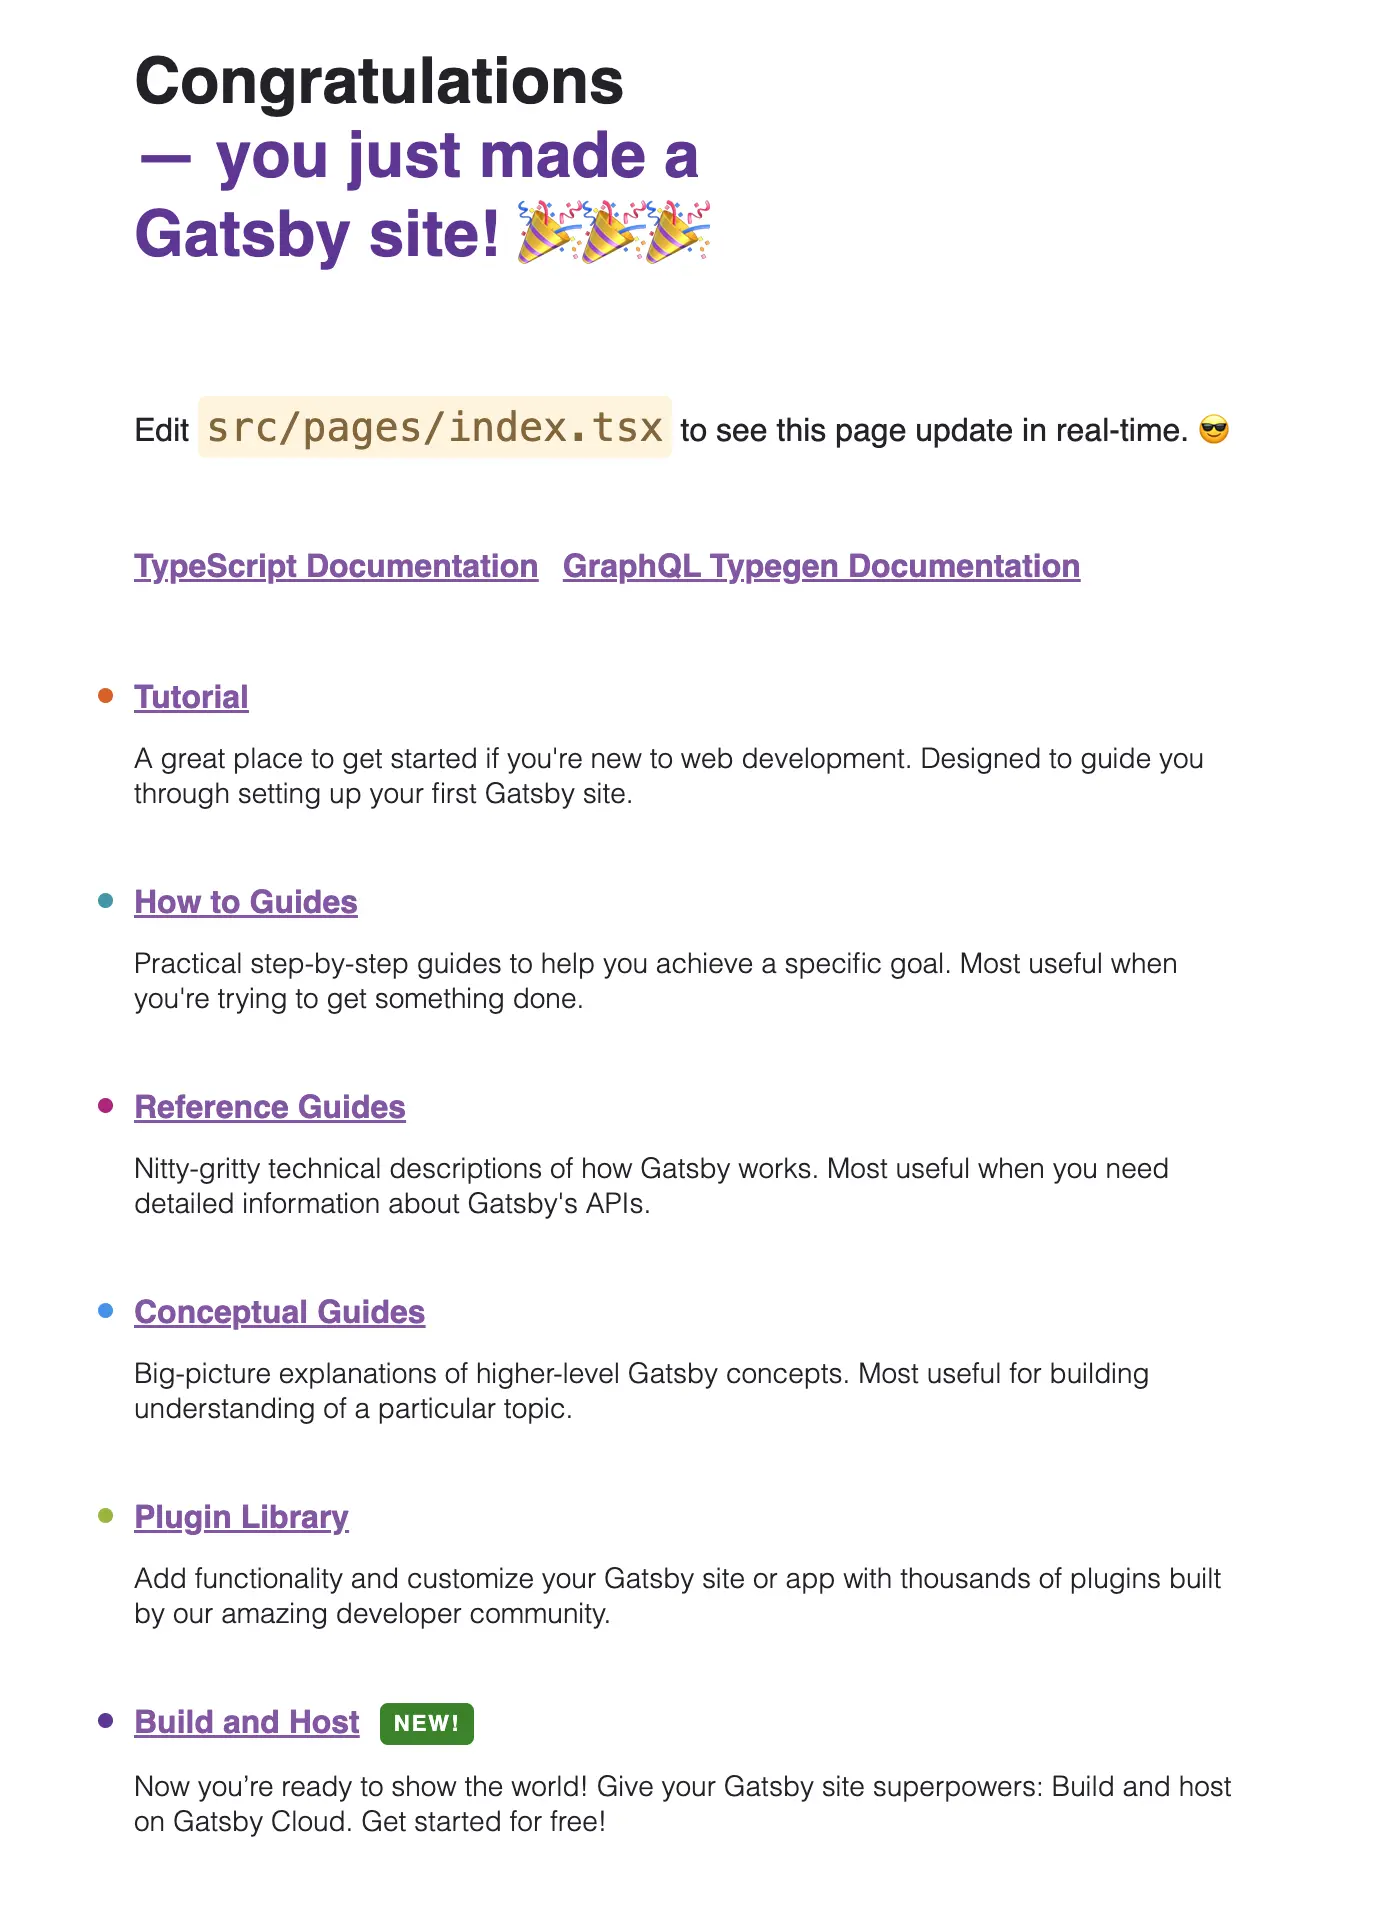 Congratulations
— you just made a
Gatsby site! 🎉🎉🎉
Edit src/pages/index.tsx to see this page update in real-time. 😎
TypeScript Documentation GraphQL Typegen Documentation
Tutorial
A great place to get started if you're new to web development. Designed to guide you
through setting up your first Gatsby site.
How to Guides
Practical step-by-step guides to help you achieve a specific goal. Most useful when
you're trying to get something done.
Reference Guides
Nitty-gritty technical descriptions of how Gatsby works. Most useful when you need
detailed information about Gatsby's APIs.
Conceptual Guides
Big-picture explanations of higher-level Gatsby concepts. Most useful for building
understanding of a particular topic.
Plugin Library
Add functionality and customize your Gatsby site or app with thousands of plugins built
by our amazing developer community.
Build and Host NEW!
Now you’re ready to show the world! Give your Gatsby site superpowers: Build and host
on Gatsby Cloud. Get started for free!